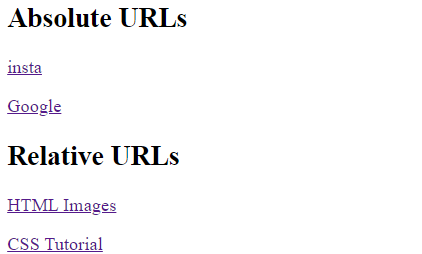 Absolute URLs
insta
Google
Relative URLs
HTML Images
CSS Tutorial